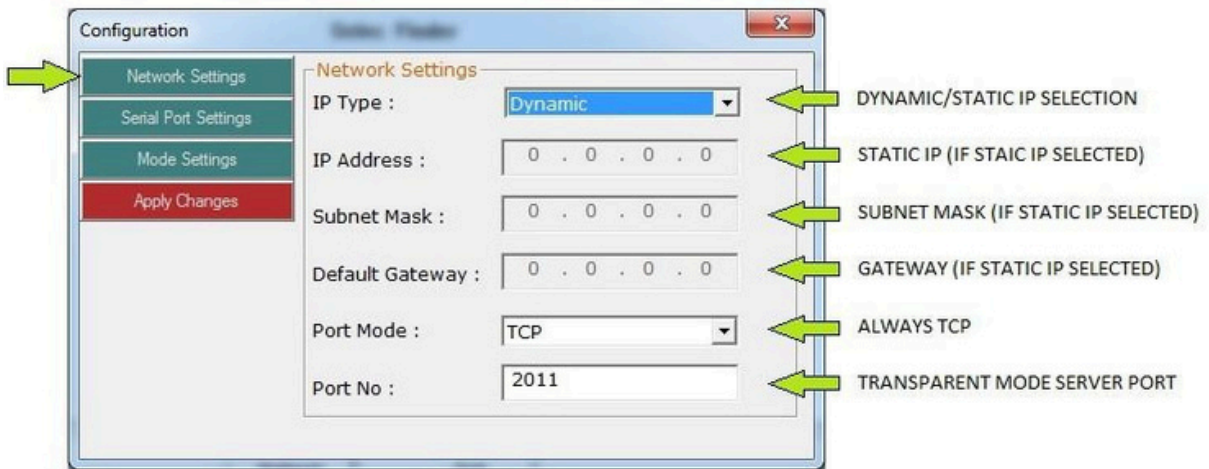 Configuration
Network Settings
Serial Port Settings
Mode Settings
Apply Changes
Network Settings
IP Type : Dynamic DYNAMIC/STATIC IP SELECTION
IP Address : 0 . 0 . 0 . 0 STATIC IP (IF STAIC IP SELECTED)
Subnet Mask : 0 . 0 . 0 . 0 SUBNET MASK (IF STATIC IP SELECTED)
Default Gateway : 0 . 0 . 0 . 0 GATEWAY (IF STATIC IP SELECTED)
Port Mode : TCP ALWAYS TCP
Port No : 2011 TRANSPARENT MODE SERVER PORT